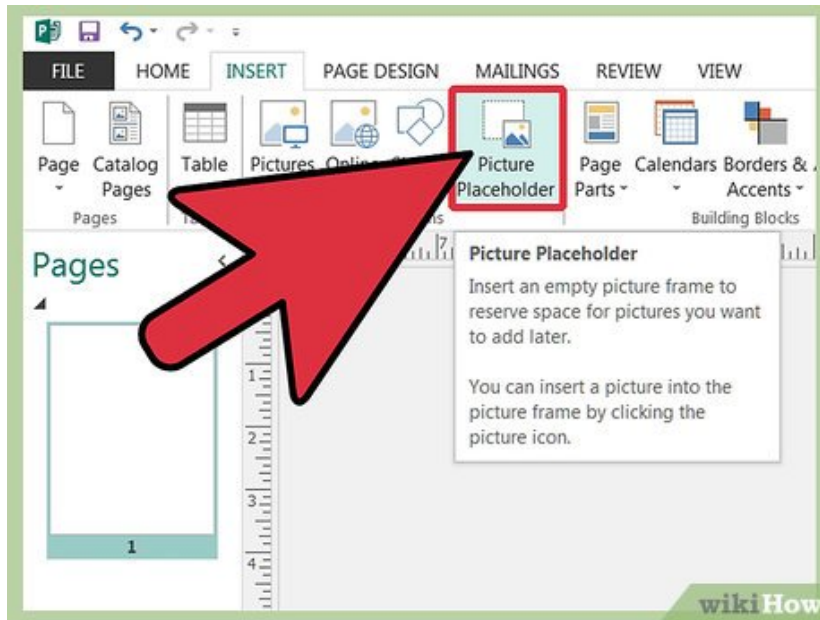 FILE HOME INSERT PAGE DESIGN MAILINGS REVIEW VIEW
Page Catalog Pages Table Pictures Picture Placeholder Page Parts Calendars Borders & Accents
Pages Building Blocks
Pages
Picture Placeholder
Insert an empty picture frame to
reserve space for pictures you want
to add later.
You can insert a picture into the
picture frame by clicking the
picture icon.
7
1
2
3
4
1
wikiHow